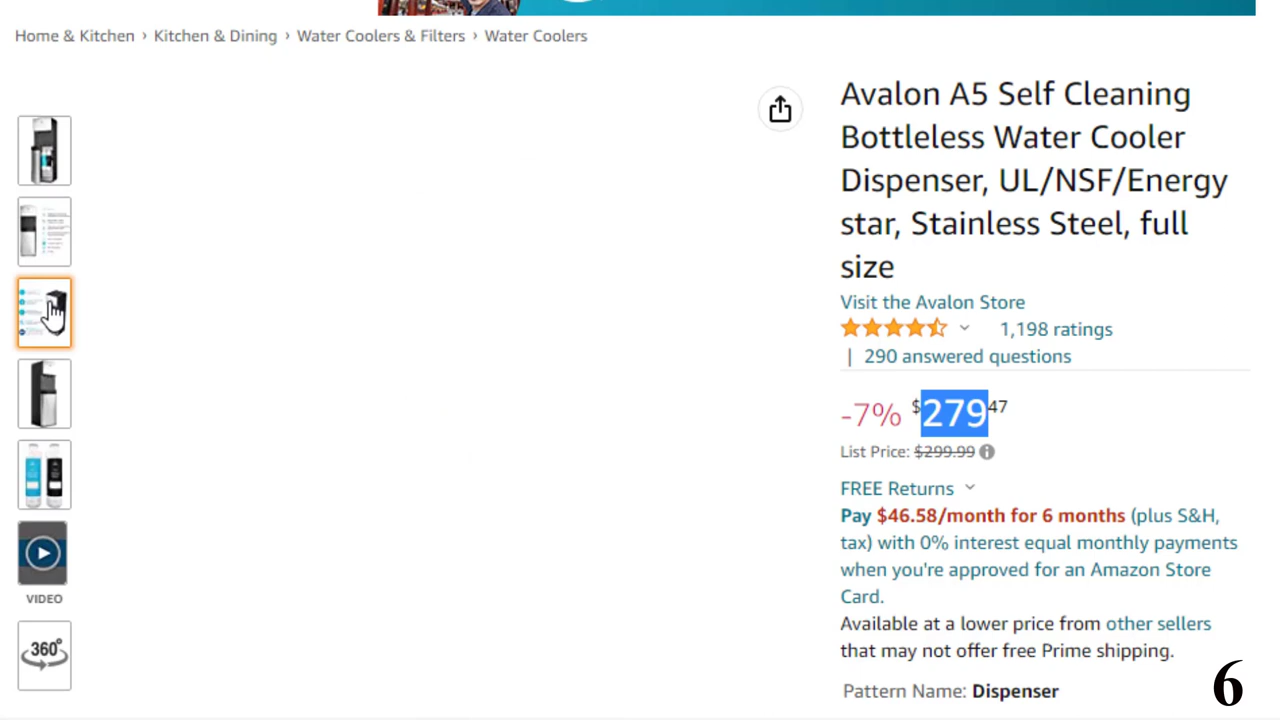 Home & Kitchen › Kitchen & Dining › Water Coolers & Filters › Water Coolers
Avalon A5 Self Cleaning
Bottleless Water Cooler
Dispenser, UL/NSF/Energy
star, Stainless Steel, full
size
Visit the Avalon Store
1,198 ratings
| 290 answered questions
-7% $279 47
List Price: $299.99
FREE Returns
Pay $46.58/month for 6 months (plus S&H,
tax) with 0% interest equal monthly payments
when you're approved for an Amazon Store
Card.
Available at a lower price from other sellers
that may not offer free Prime shipping.
Pattern Name: Dispenser
VIDEO
360°
6